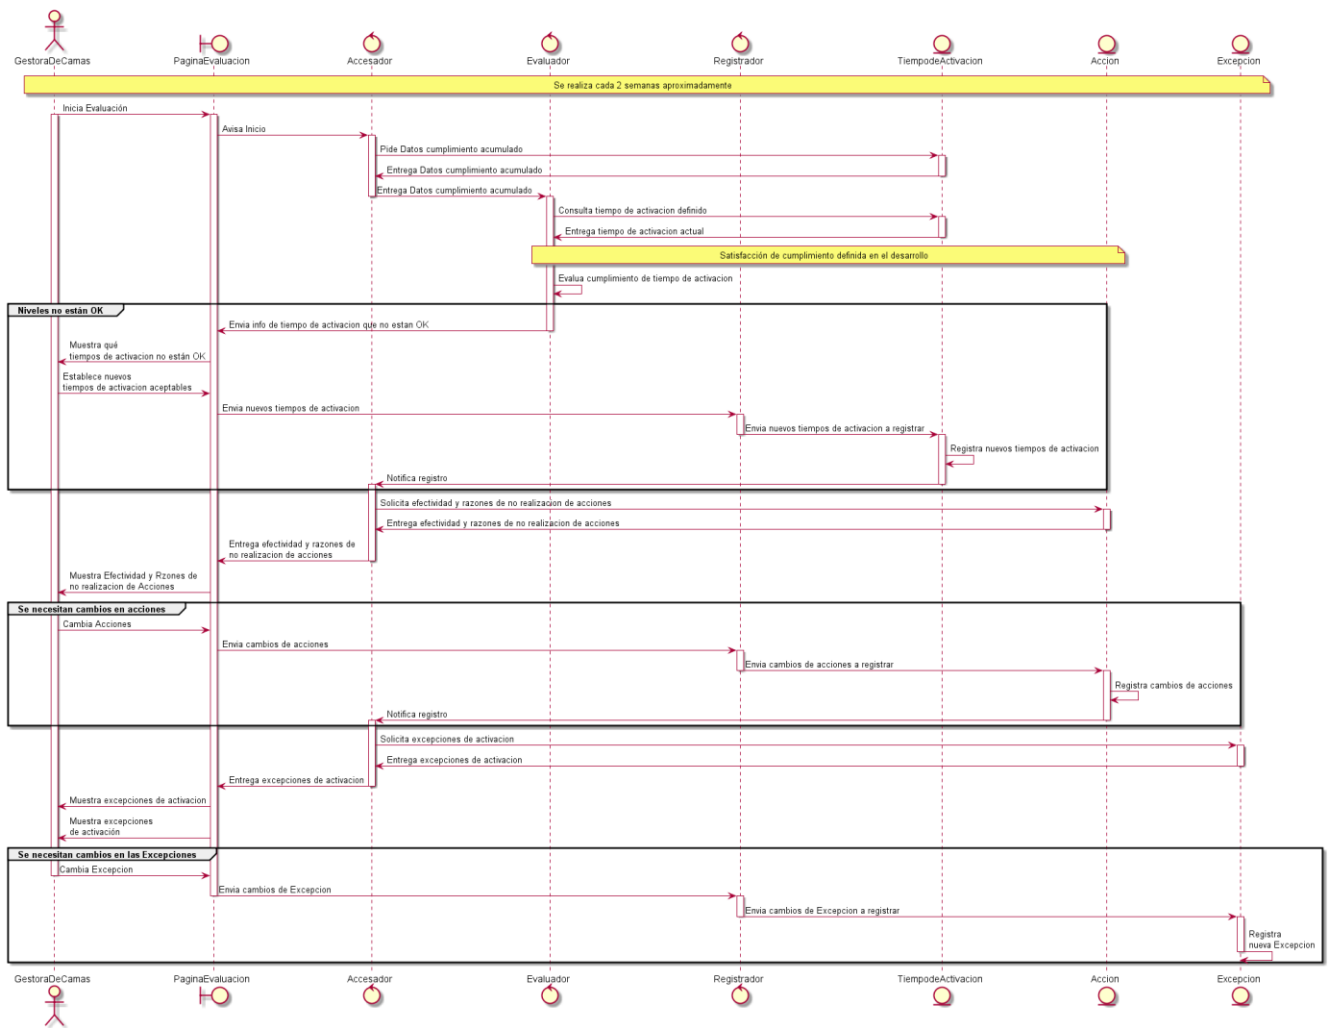 GestoraDeCamas
PaginaEvaluacion
Accesador
Evaluador
Registrador
TiempodeActivacion
Accion
Excepcion
Se realiza cada 2 semanas aproximadamente
Inicia Evaluación
Avisa Inicio
Pide Datos cumplimiento acumulado
Entrega Datos cumplimiento acumulado
Entrega Datos cumplimiento acumulado
Consulta tiempo de activacion definido
Entrega tiempo de activacion actual
Satisfacción de cumplimiento definida en el desarrollo
Evalua cumplimiento de tiempo de activacion
Niveles no están OK
Envia info de tiempo de activacion que no estan OK
Muestra qué
tiempos de activacion no están OK
Establece nuevos
tiempos de activacion aceptables
Envia nuevos tiempos de activacion
Envia nuevos tiempos de activacion a registrar
Registra nuevos tiempos de activacion
Notifica registro
Solicita efectividad y razones de no realizacion de acciones
Entrega efectividad y razones de no realizacion de acciones
Entrega efectividad y razones de
no realizacion de acciones
Muestra Efectividad y Rzones de
no realizacion de Acciones
Se necesitan cambios en acciones
Cambia Acciones
Envia cambios de acciones
Envia cambios de acciones a registrar
Registra cambios de acciones
Notifica registro
Solicita excepciones de activacion
Entrega excepciones de activacion
Entrega excepciones de activacion
Muestra excepciones de activacion
Muestra excepciones
de activación
Se necesitan cambios en las Excepciones
Cambia Excepcion
Envia cambios de Excepcion
Envia cambios de Excepcion a registrar
Registra
nueva Excepcion
GestoraDeCamas
PaginaEvaluacion
Accesador
Evaluador
Registrador
TiempodeActivacion
Accion
Excepcion